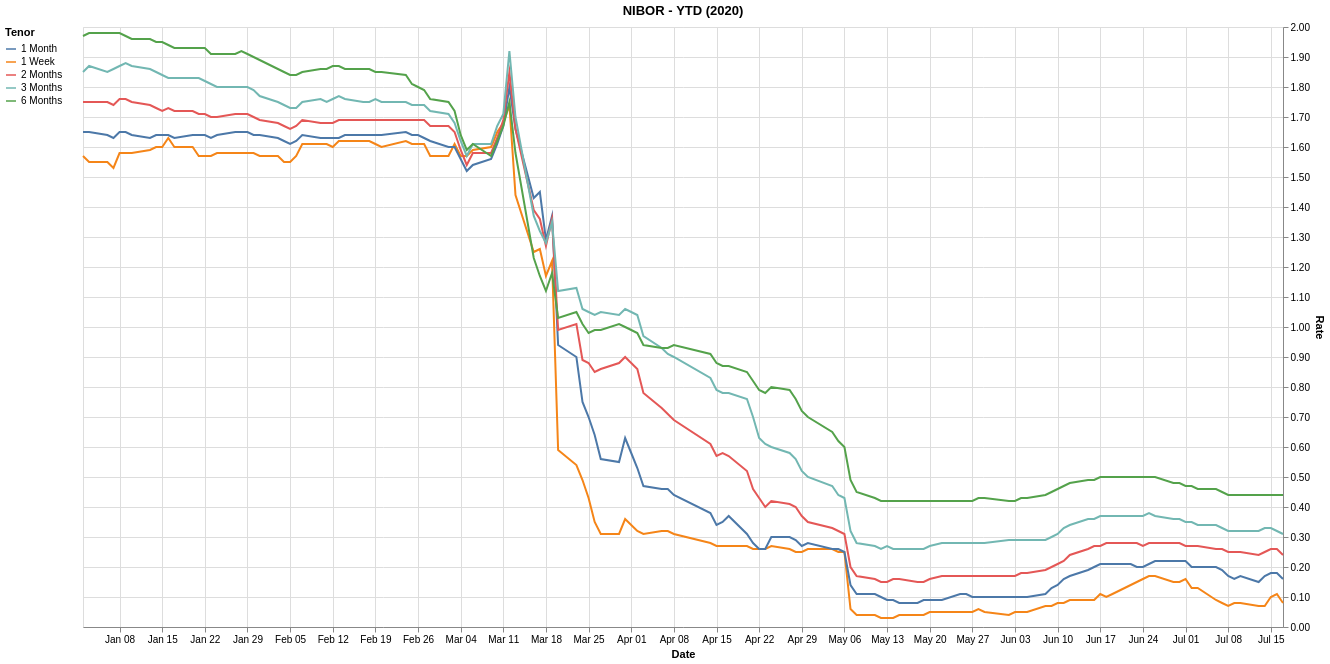 NIBOR - YTD (2020)
Tenor
1 Month
1 Week
2 Months
3 Months
6 Months
2.00
1.90
1.80
1.70
1.60
1.50
1.40
1.30
1.20
1.10
1.00
0.90
0.80
0.70
0.60
0.50
0.40
0.30
0.20
0.10
0.00
Rate
Jan 08 Jan 15 Jan 22 Jan 29 Feb 05 Feb 12 Feb 19 Feb 26 Mar 04 Mar 11 Mar 18 Mar 25 Apr 01 Apr 08 Apr 15 Apr 22 Apr 29 May 06 May 13 May 20 May 27 Jun 03 Jun 10 Jun 17 Jun 24 Jul 01 Jul 08 Jul 15
Date